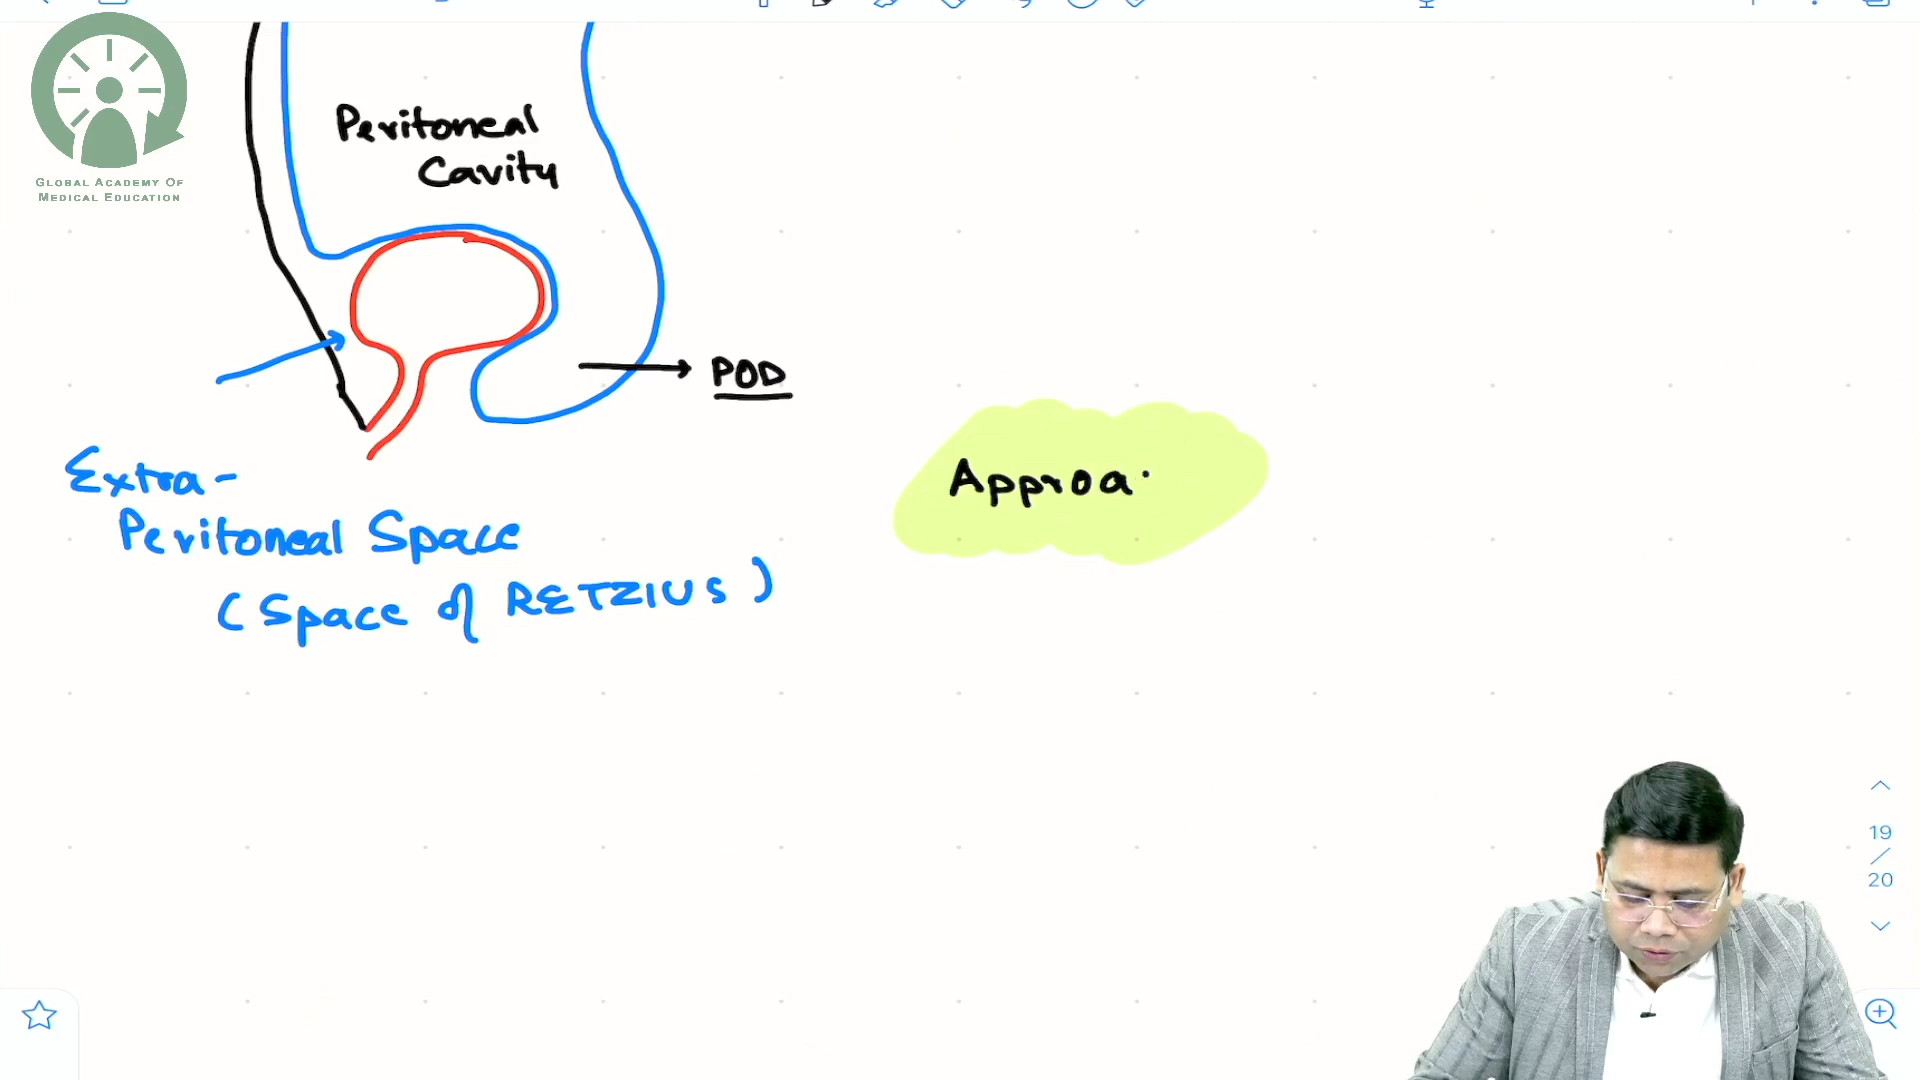 GLOBAL ACADEMY OF
MEDICAL EDUCATION
Peritoneal
Cavity
POD
Extra-
Peritoneal Space
(Space of RETZIUS)
Approa
19
/
20